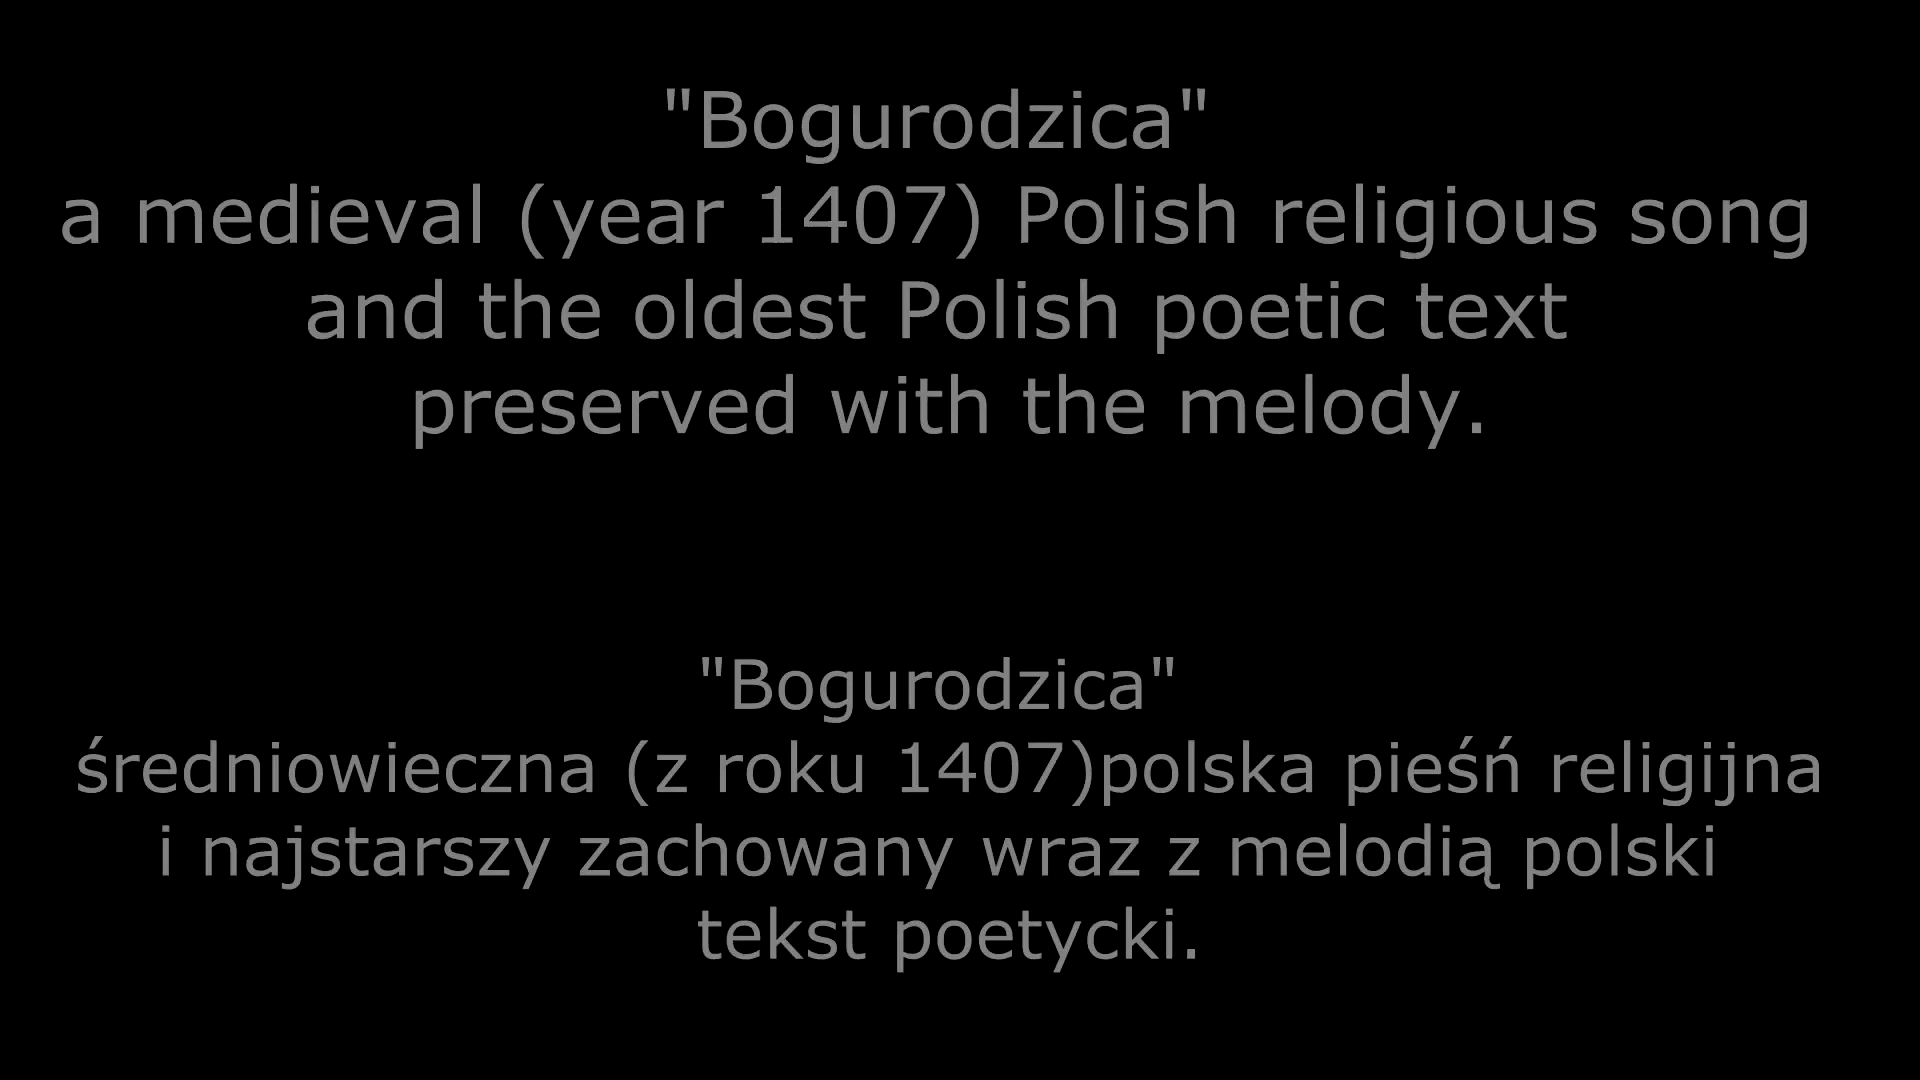 "Bogurodzica"
a medieval (year 1407) Polish religious song
and the oldest Polish poetic text
preserved with the melody.
"Bogurodzica"
średniowieczna (z roku 1407)polska pieśń religijna
i najstarszy zachowany wraz z melodią polski
tekst poetycki.